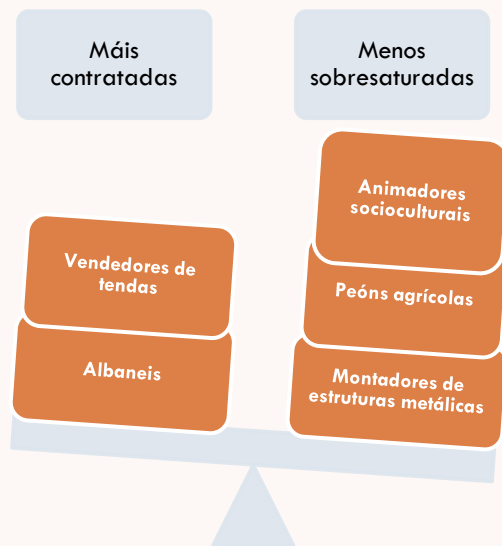 Máis
contratadas
Menos
sobresaturadas
Vendedores de
tendas
Albaneis
Animadores
socioculturais
Peóns agrícolas
Montadores de
estruturas metálicas